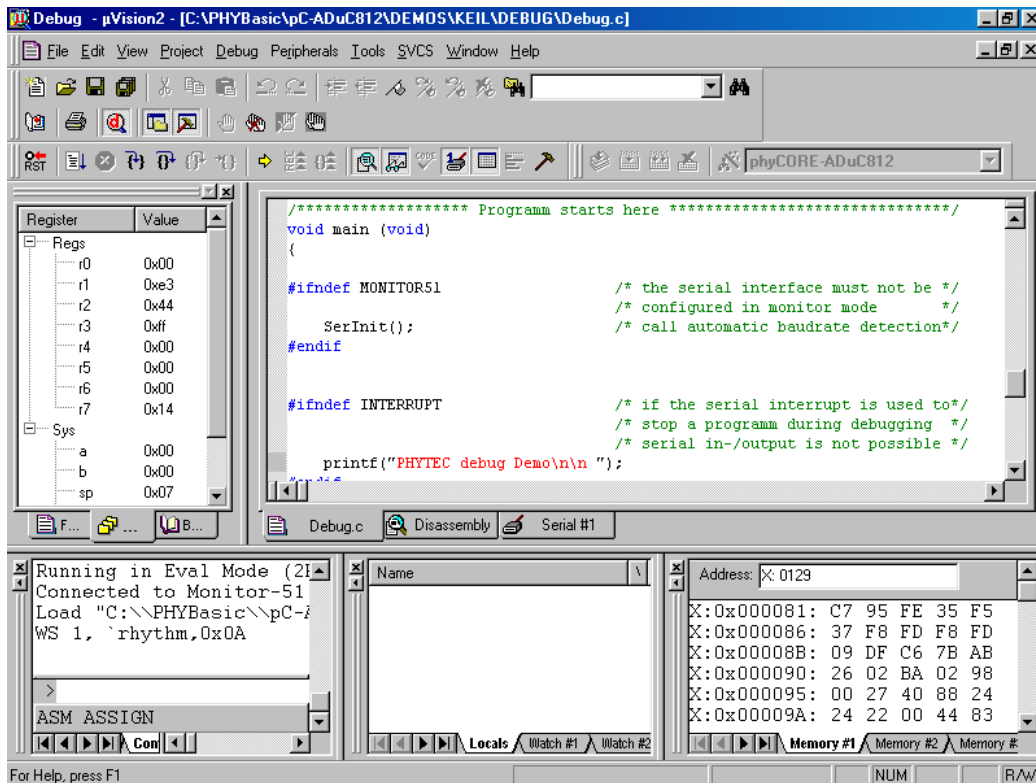 Debug - µVision2 - [C:\PHYBasic\pC-ADuC812\DEMOS\KEIL\DEBUG\Debug.c]
File Edit View Project Debug Peripherals Tools SVCS Window Help
RST CODE phyCORE-ADuC812
Register Value
Regs
r0 0x00
r1 0xe3
r2 0x44
r3 0xff
r4 0x00
r5 0x00
r6 0x00
r7 0x14
Sys
a 0x00
b 0x00
sp 0x07
F... ... B...
/******************* Programm starts here *******************************/
void main (void)
{
#ifndef MONITOR51 /* the serial interface must not be */
/* configured in monitor mode */
SerInit(); /* call automatic baudrate detection*/
#endif
#ifndef INTERRUPT /* if the serial interrupt is used to*/
/* stop a programm during debugging */
/* serial in-/output is not possible */
printf("PHYTEC debug Demo\n\n ");
#endif
Debug.c Disassembly Serial #1
Running in Eval Mode (2
Connected to Monitor-51
Load "C:\\PHYBasic\\pC-A
WS 1, `rhythm,0x0A
>
ASM ASSIGN
Con
Name
Locals Watch #1 Watch #2
Address: X: 0129
X:0x000081: C7 95 FE 35 F5
X:0x000086: 37 F8 FD F8 FD
X:0x00008B: 09 DF C6 7B AB
X:0x000090: 26 02 BA 02 98
X:0x000095: 00 27 40 88 24
X:0x00009A: 24 22 00 44 83
Memory #1 Memory #2 Memory #
For Help, press F1 NUM R/W